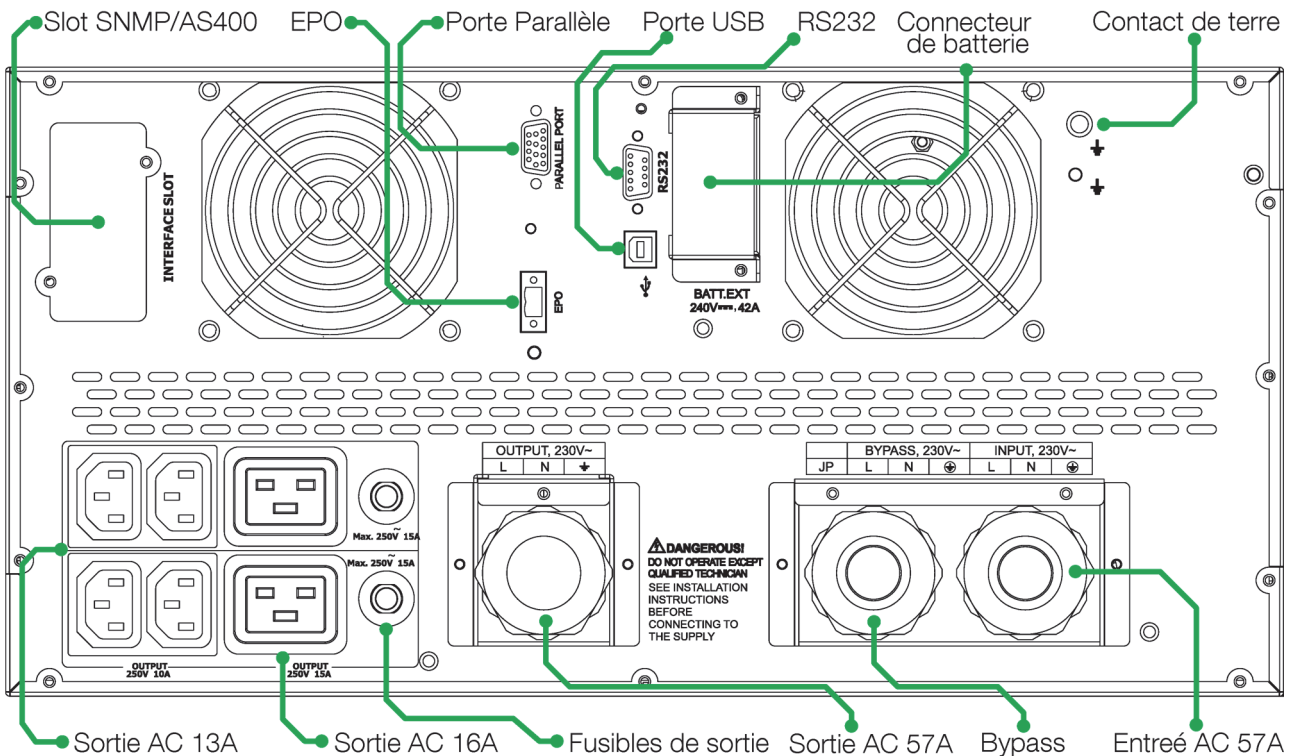 Slot SNMP/AS400
EPO
Porte Parallèle
Porte USB
RS232
Connecteur
de batterie
Contact de terre
INTERFACE SLOT
PARALLEL PORT
EPO
RS232
BATT.EXT
240V⎓, 42A
OUTPUT, 230V~
L N ⏚
BYPASS, 230V~ INPUT, 230V~
JP L N L N
Max. 250V~ 15A
Max. 250V~ 15A
OUTPUT
250V 10A
OUTPUT
250V 15A
⚠DANGEROUS!
DO NOT OPERATE EXCEPT
QUALIFIED TECHNICIAN
SEE INSTALLATION
INSTRUCTIONS
BEFORE
CONNECTING TO
THE SUPPLY
Sortie AC 13A
Sortie AC 16A
Fusibles de sortie
Sortie AC 57A
Bypass
Entreé AC 57A